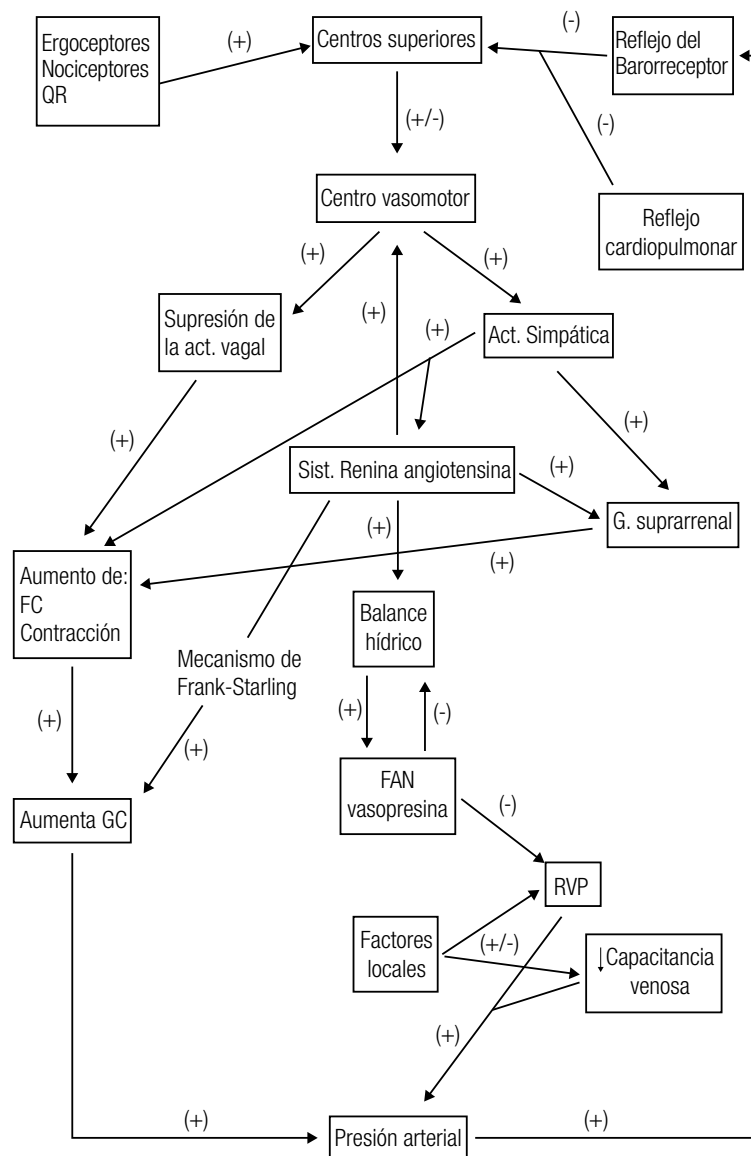 Ergoceptores
Nociceptores
QR
(+)
Centros superiores
(-)
Reflejo del
Barorreceptor
(-)
(+/-)
Centro vasomotor
Reflejo
cardiopulmonar
(+)
(+)
Supresión de
la act. vagal
(+)
(+)
Act. Simpática
(+)
(+)
Sist. Renina angiotensina
(+)
G. suprarrenal
(+)
(+)
Aumento de:
FC
Contracción
Balance
hídrico
Mecanismo de
Frank-Starling
(+)
(+)
(+)
(-)
FAN
vasopresina
Aumenta GC
(-)
RVP
Factores
locales
(+/-)
↓Capacitancia
venosa
(+)
(+)
Presión arterial
(+)